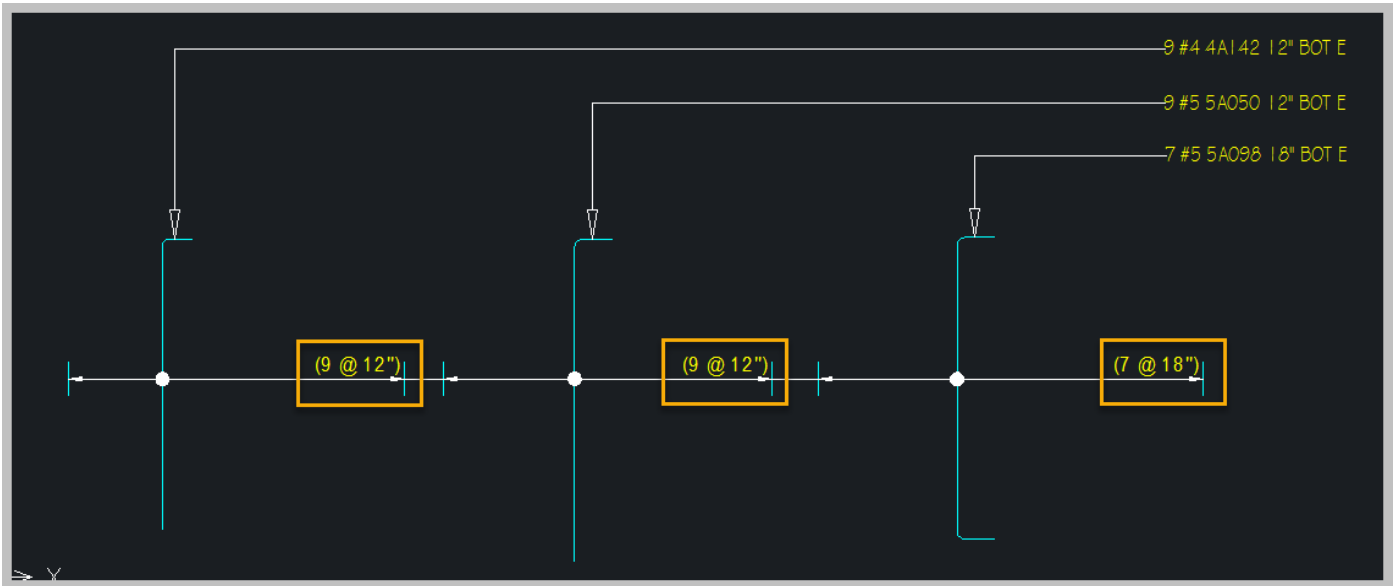 9 #4 4A142 12" BOT E
9 #5 5A050 12" BOT E
7 #5 5A098 18" BOT E
(9 @ 12") (9 @ 12") (7 @ 18")
Y